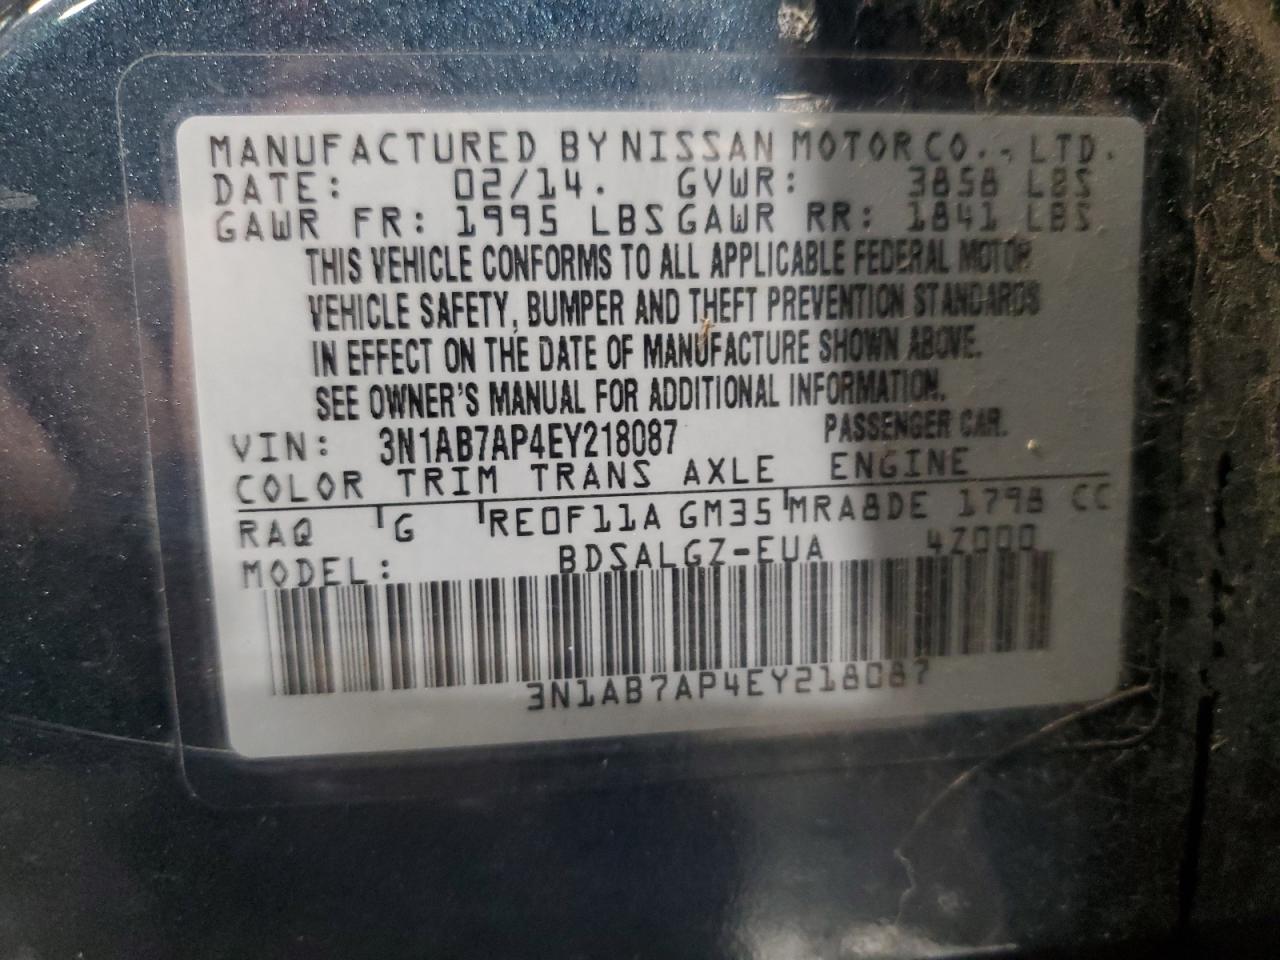 MANUFACTURED BY NISSAN MOTOR CO., LTD.
DATE: 02/14. GVWR: 3858 LBS
GAWR FR: 1995 LBS GAWR RR: 1841 LBS
THIS VEHICLE CONFORMS TO ALL APPLICABLE FEDERAL MOTOR
VEHICLE SAFETY, BUMPER AND THEFT PREVENTION STANDARDS
IN EFFECT ON THE DATE OF MANUFACTURE SHOWN ABOVE.
SEE OWNER'S MANUAL FOR ADDITIONAL INFORMATION.
VIN: 3N1AB7AP4EY218087 PASSENGER CAR.
COLOR TRIM TRANS AXLE ENGINE
RAQ G RE0F11A GM35 MRA8DE 1798 CC
MODEL: BDSALGZ-EUA 4Z000
3N1AB7AP4EY218087